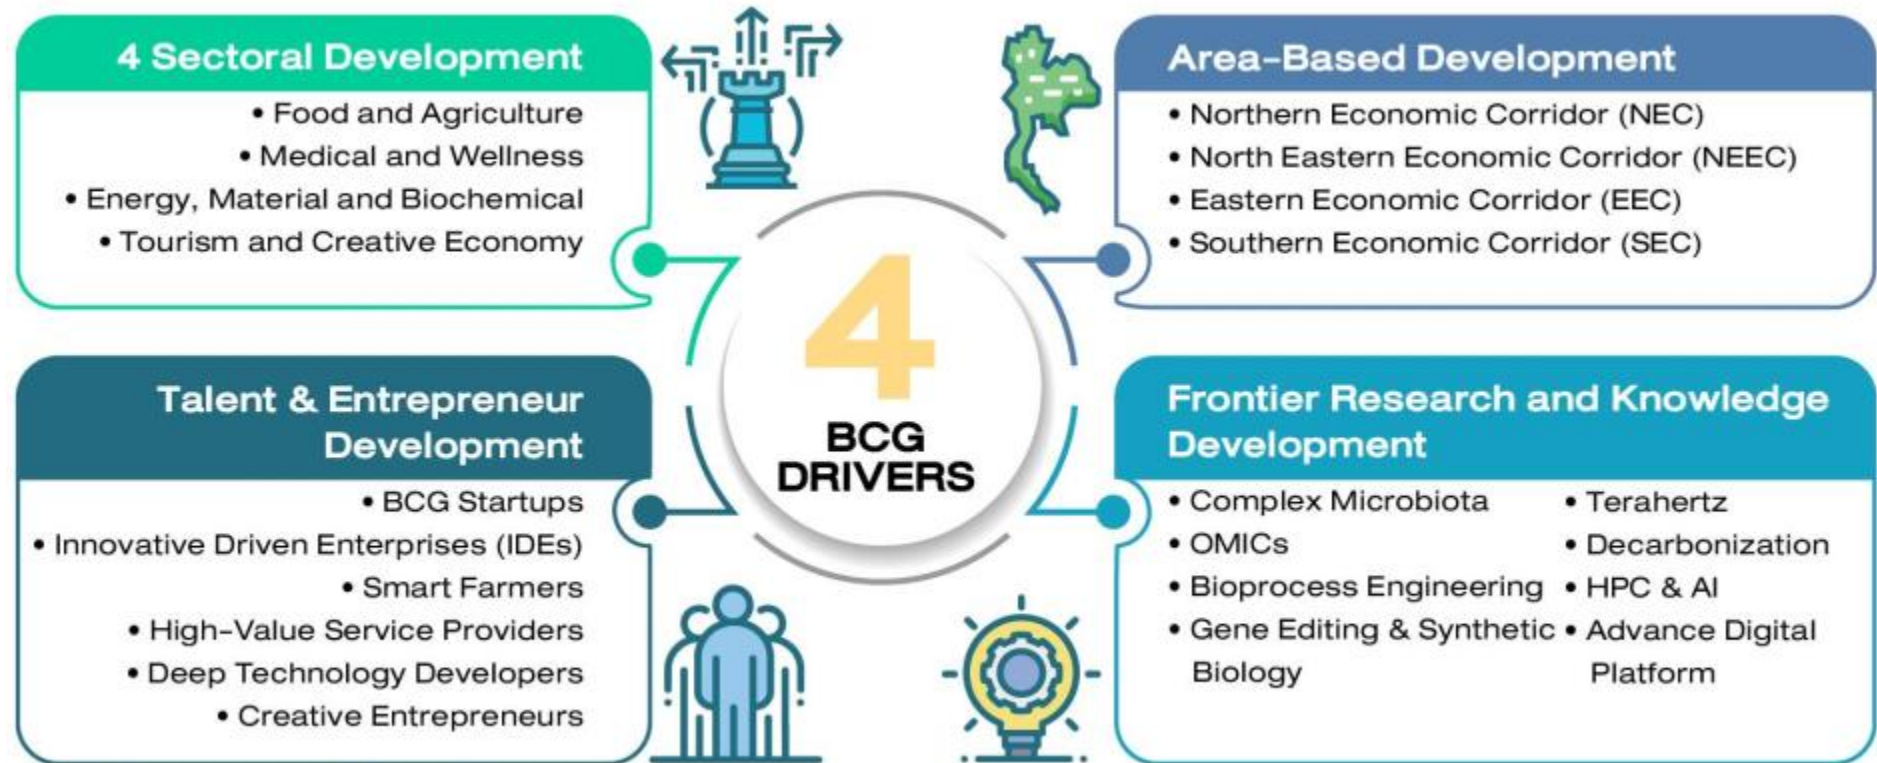 4 Sectoral Development
• Food and Agriculture
• Medical and Wellness
• Energy, Material and Biochemical
• Tourism and Creative Economy
Area-Based Development
• Northern Economic Corridor (NEC)
• North Eastern Economic Corridor (NEEC)
• Eastern Economic Corridor (EEC)
• Southern Economic Corridor (SEC)
4
BCG
DRIVERS
Talent & Entrepreneur
Development
• BCG Startups
• Innovative Driven Enterprises (IDEs)
• Smart Farmers
• High-Value Service Providers
• Deep Technology Developers
• Creative Entrepreneurs
Frontier Research and Knowledge
Development
• Complex Microbiota
• OMICs
• Bioprocess Engineering
• Gene Editing & Synthetic
Biology
• Terahertz
• Decarbonization
• HPC & AI
• Advance Digital
Platform